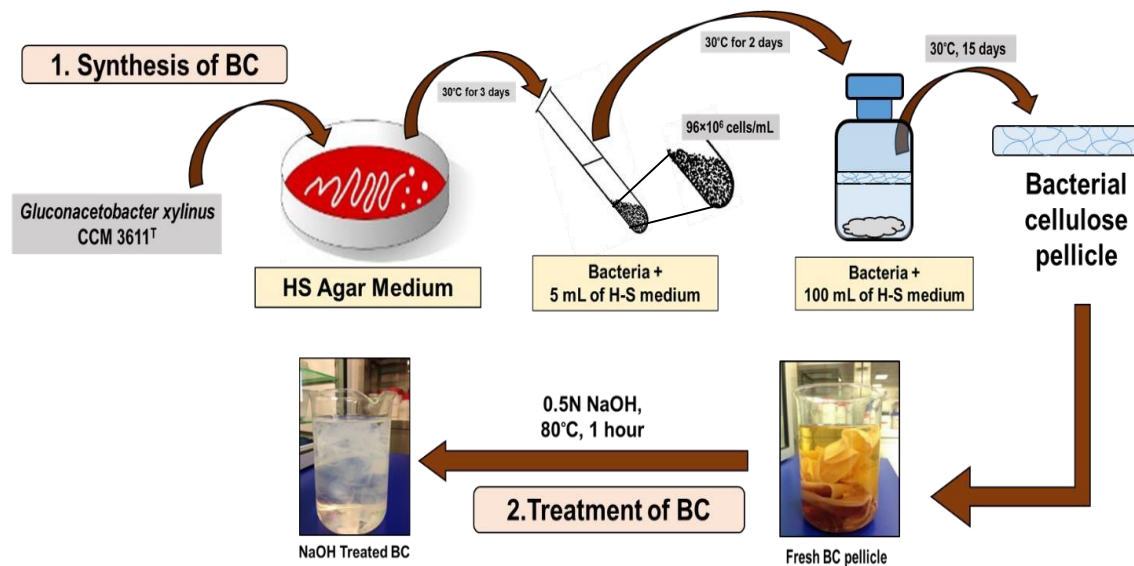 1. Synthesis of BC
Gluconacetobacter xylinus
CCM 3611ᵀ
30°C for 3 days
HS Agar Medium
96×10⁶ cells/mL
Bacteria +
5 mL of H-S medium
30°C for 2 days
Bacteria +
100 mL of H-S medium
30°C, 15 days
Bacterial
cellulose
pellicle
Fresh BC pellicle
0.5N NaOH,
80°C, 1 hour
2.Treatment of BC
NaOH Treated BC